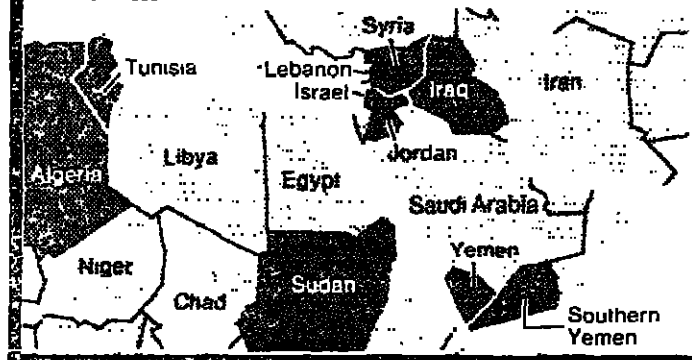 Syria
Tunisia
Lebanon
Israel
Iraq
Iran
Jordan
Libya
Algeria
Egypt
Saudi Arabia
Yemen
Niger
Sudan
Chad
Southern
Yemen